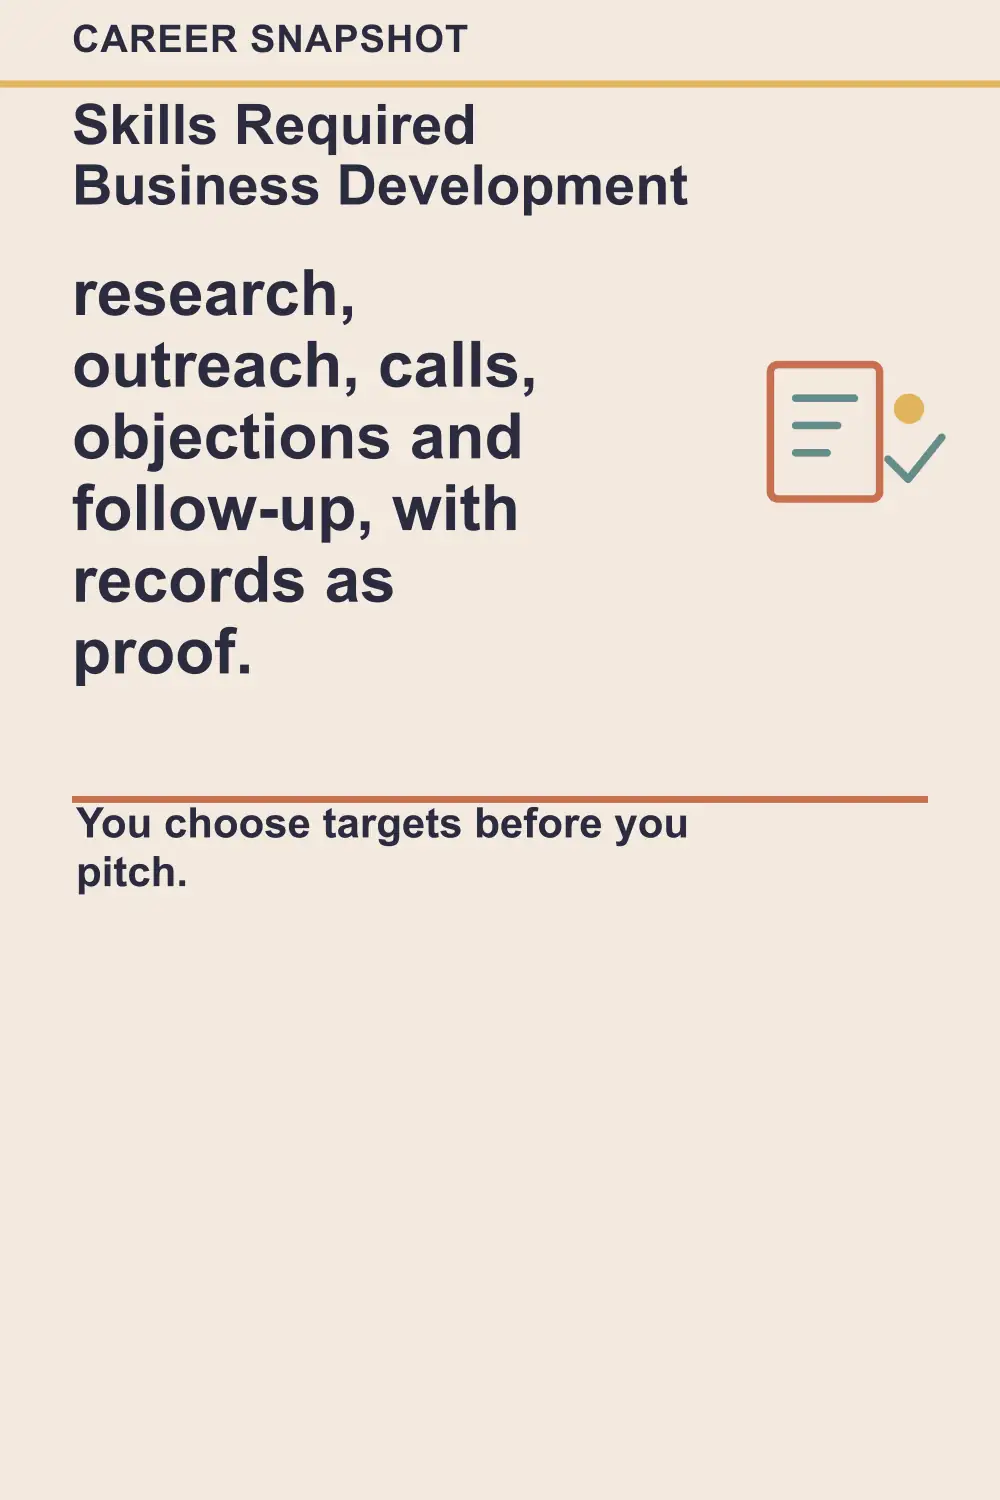 CAREER SNAPSHOT
Skills Required
Business Development
research,
outreach, calls,
objections and
follow-up, with
records as
proof.
You choose targets before you
pitch.